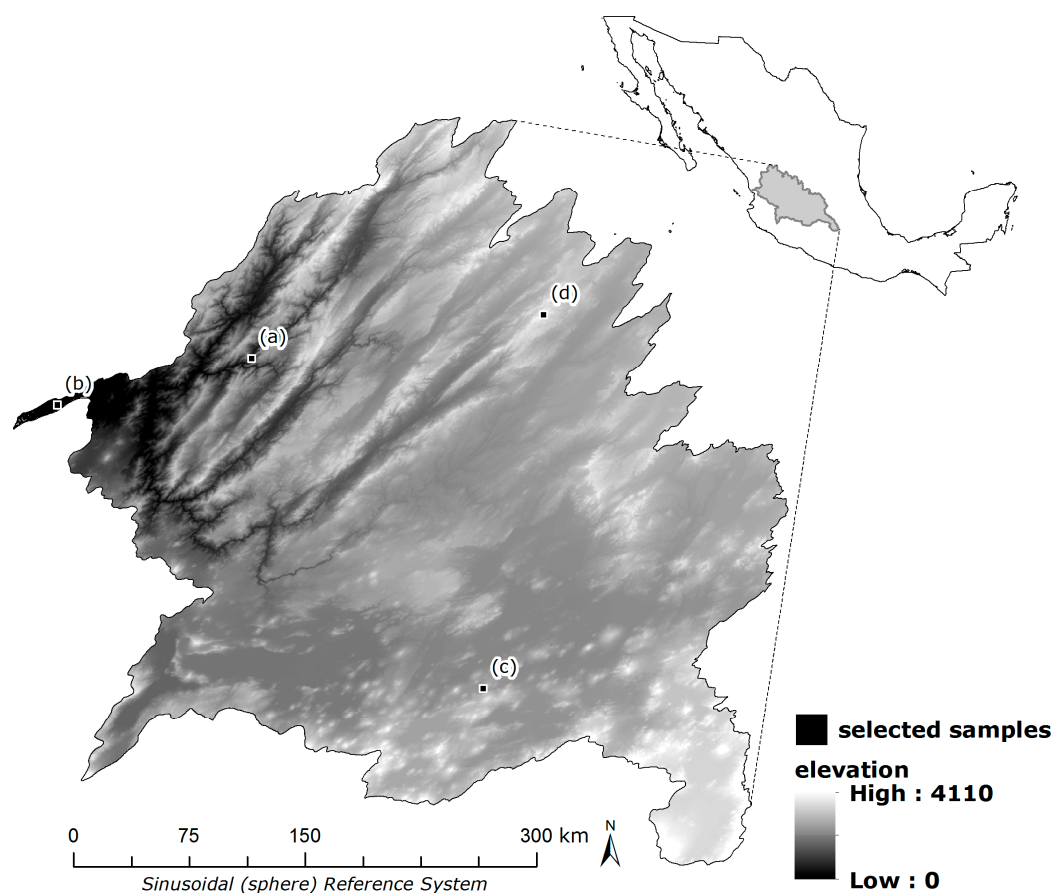 (d)
(a)
(b)
(c)
selected samples
elevation
High : 4110
Low : 0
0 75 150 300 km
N
Sinusoidal (sphere) Reference System